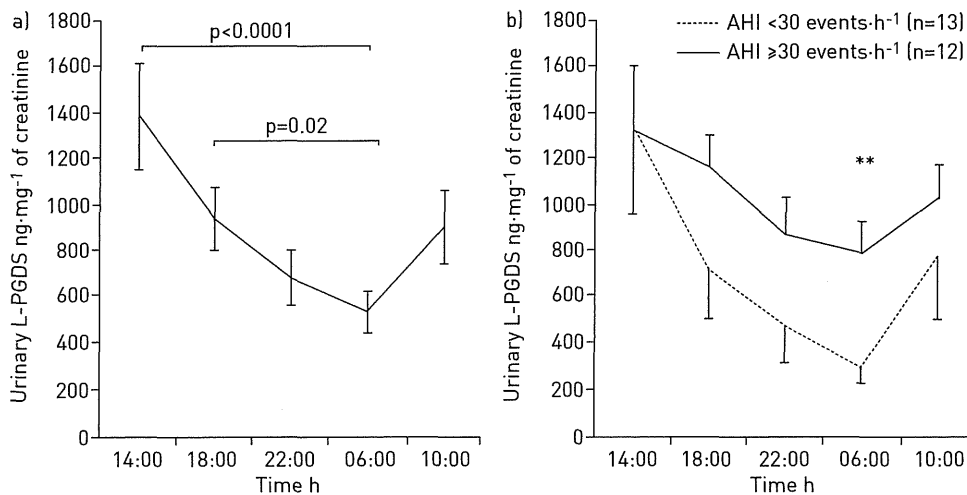 a)
p<0.0001
p=0.02
Urinary L-PGDS ng·mg⁻¹ of creatinine
1800
1600
1400
1200
1000
800
600
400
200
0
14:00 18:00 22:00 06:00 10:00
Time h
b)
AHI <30 events·h⁻¹ (n=13)
AHI ⩾30 events·h⁻¹ (n=12)
**
Urinary L-PGDS ng·mg⁻¹ of creatinine
1800
1600
1400
1200
1000
800
600
400
200
0
14:00 18:00 22:00 06:00 10:00
Time h